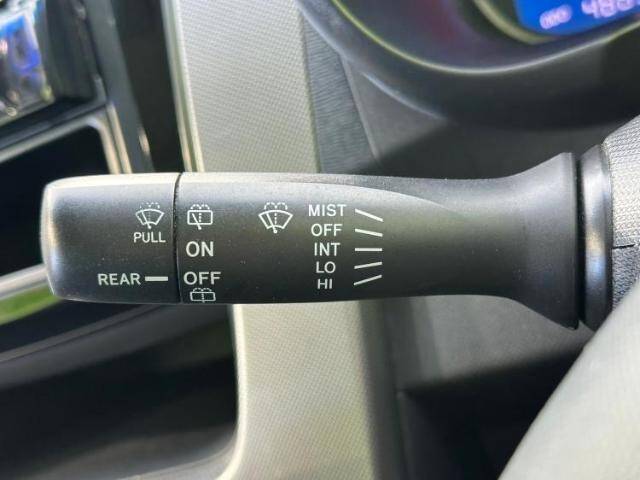 PULL
REAR
ON
OFF
MIST
OFF
INT
LO
HI